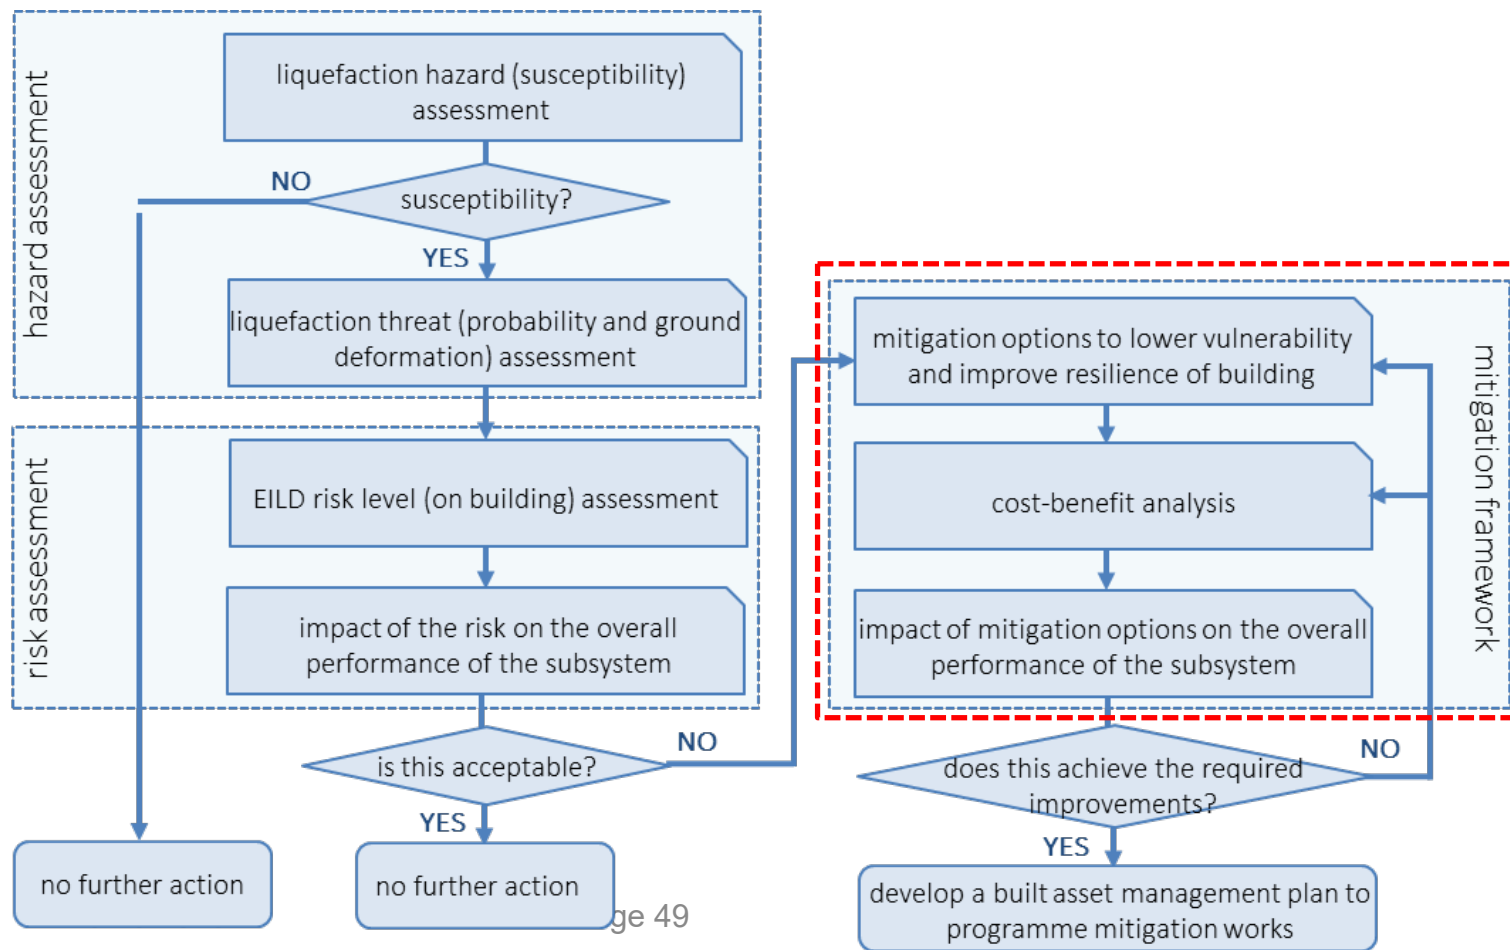 hazard assessment
liquefaction hazard (susceptibility)
assessment
NO
susceptibility?
YES
liquefaction threat (probability and ground
deformation) assessment
risk assessment
EILD risk level (on building) assessment
impact of the risk on the overall
performance of the subsystem
is this acceptable?
NO
YES
no further action
no further action
ge 49
mitigation framework
mitigation options to lower vulnerability
and improve resilience of building
cost-benefit analysis
impact of mitigation options on the overall
performance of the subsystem
does this achieve the required
improvements?
NO
YES
develop a built asset management plan to
programme mitigation works